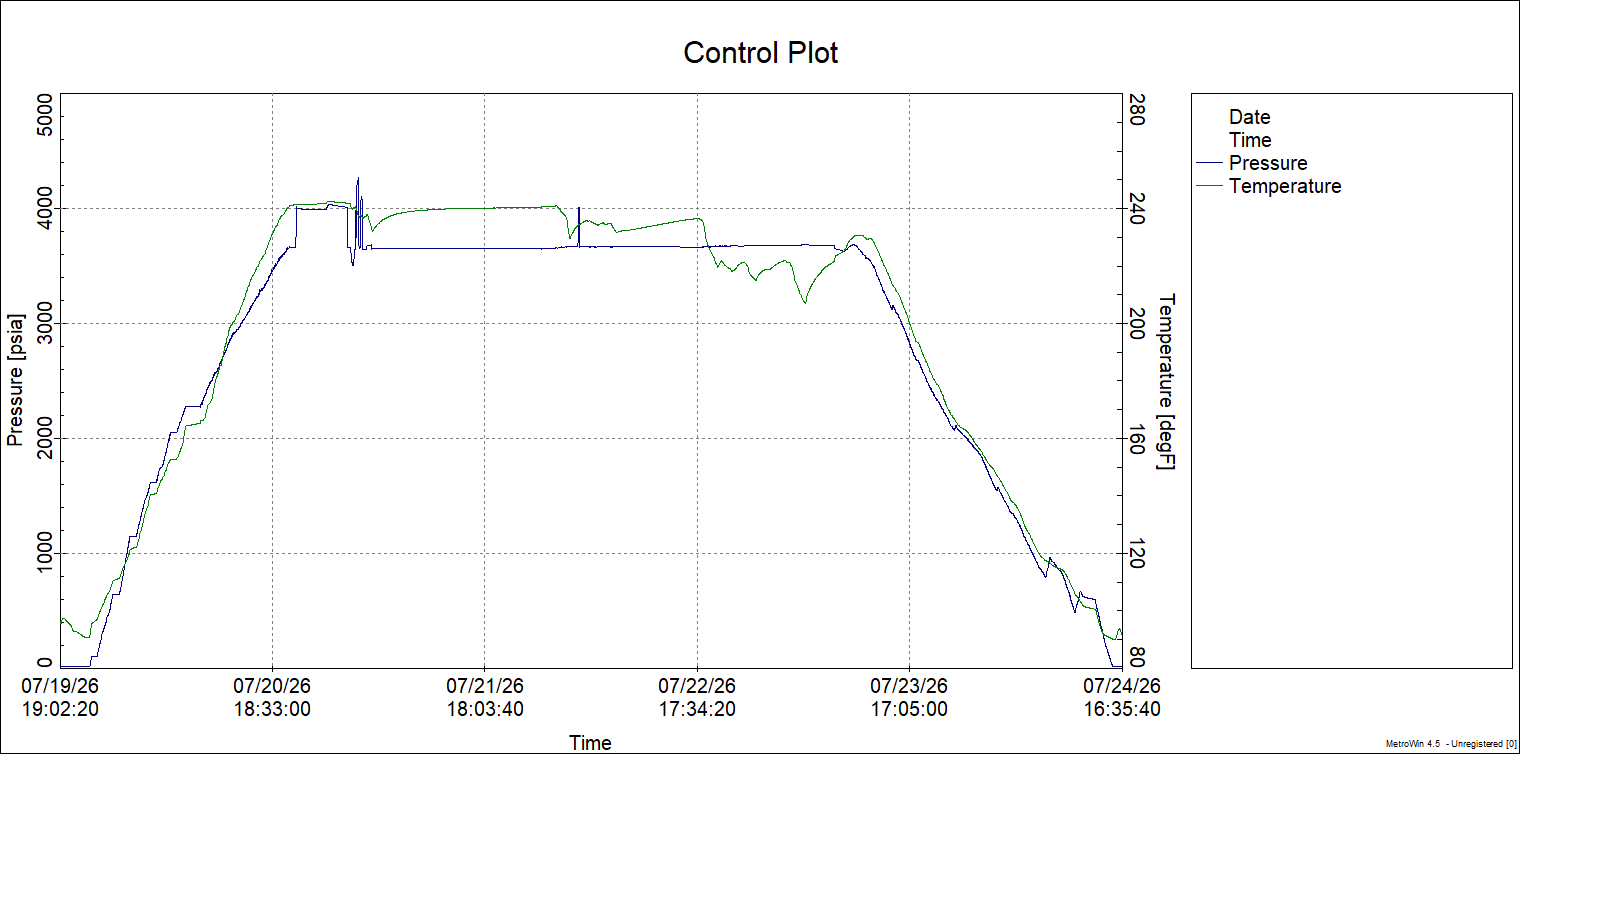 Control Plot
5000
4000
3000
2000
1000
0
Pressure [psia]
280
240
200
160
120
80
Temperature [degF]
07/19/26 07/20/26 07/21/26 07/22/26 07/23/26 07/24/26
19:02:20 18:33:00 18:03:40 17:34:20 17:05:00 16:35:40
Time
Date
Time
Pressure
Temperature
MetroWin 4.5 - Unregistered [0]